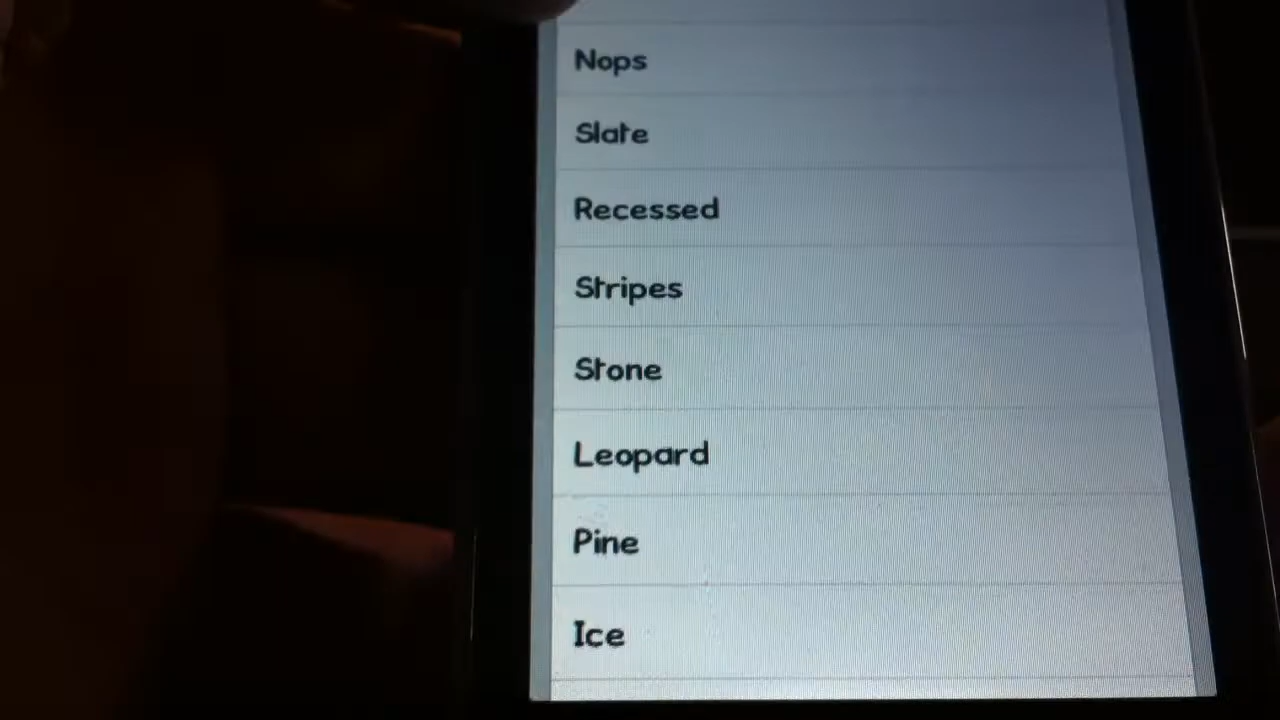 Nops
Slate
Recessed
Stripes
Stone
Leopard
Pine
Ice